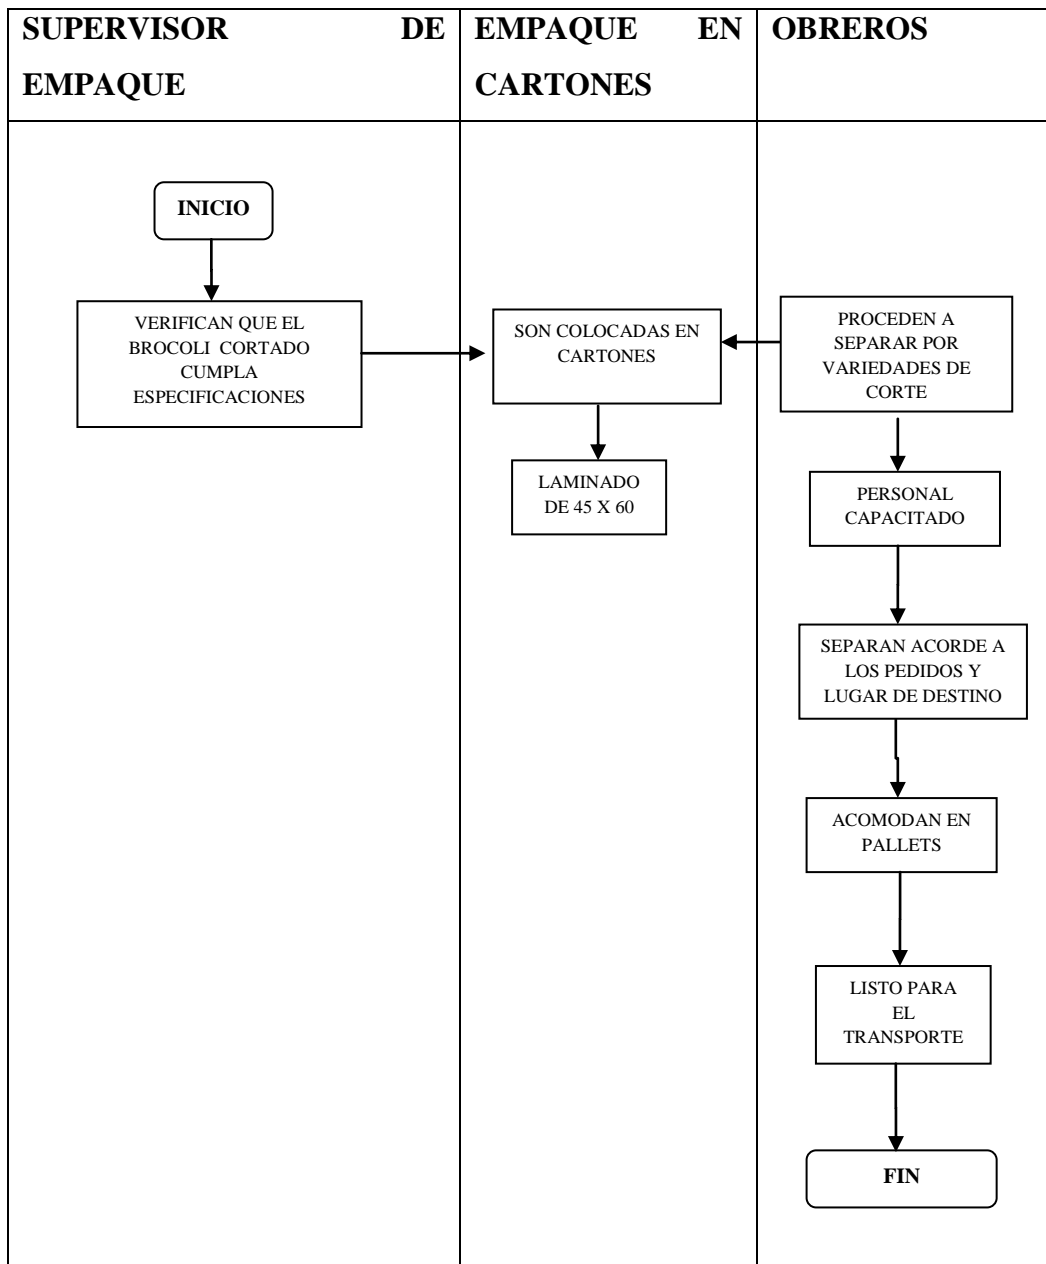 SUPERVISOR DE
EMPAQUE
EMPAQUE EN
CARTONES
OBREROS
INICIO
VERIFICAN QUE EL
BROCOLI CORTADO
CUMPLA
ESPECIFICACIONES
SON COLOCADAS EN
CARTONES
LAMINADO
DE 45 X 60
PROCEDEN A
SEPARAR POR
VARIEDADES DE
CORTE
PERSONAL
CAPACITADO
SEPARAN ACORDE A
LOS PEDIDOS Y
LUGAR DE DESTINO
ACOMODAN EN
PALLETS
LISTO PARA
EL
TRANSPORTE
FIN